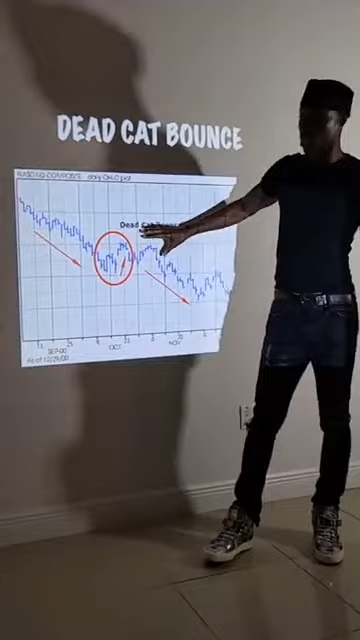 DEAD CAT BOUNCE
NASDAQ COMPOSITE daily OHLC plot
Dead Cat Bounce
SEP-00 OCT NOV